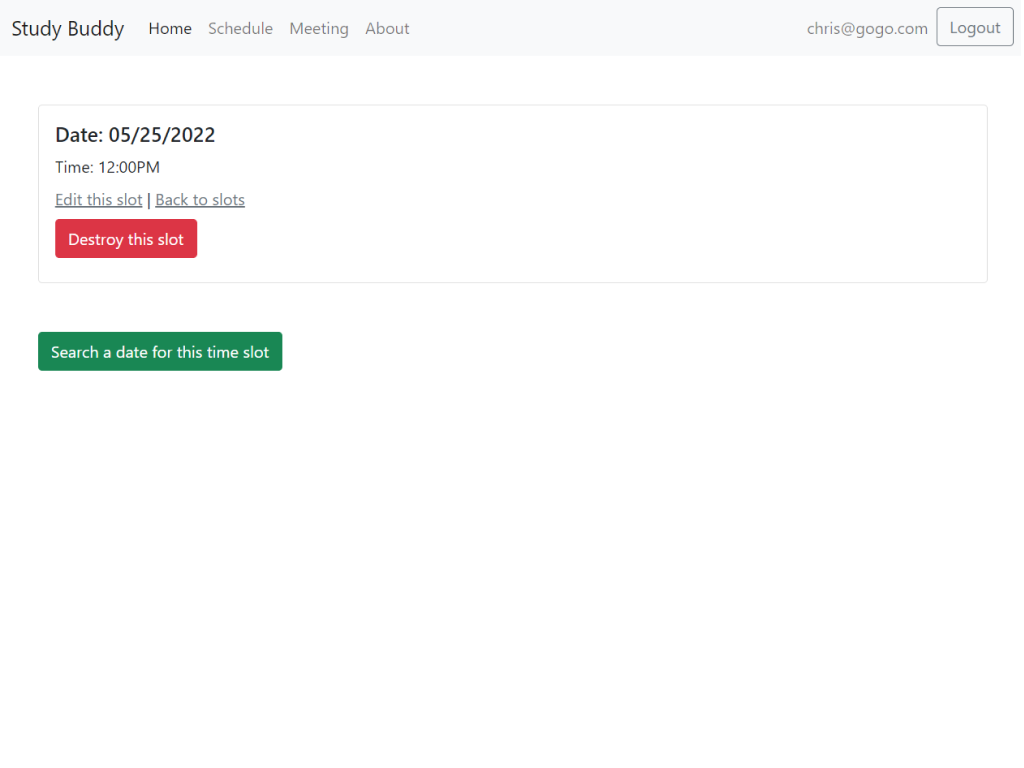 Study Buddy Home Schedule Meeting About chris@gogo.com Logout
Date: 05/25/2022
Time: 12:00PM
Edit this slot | Back to slots
Destroy this slot
Search a date for this time slot